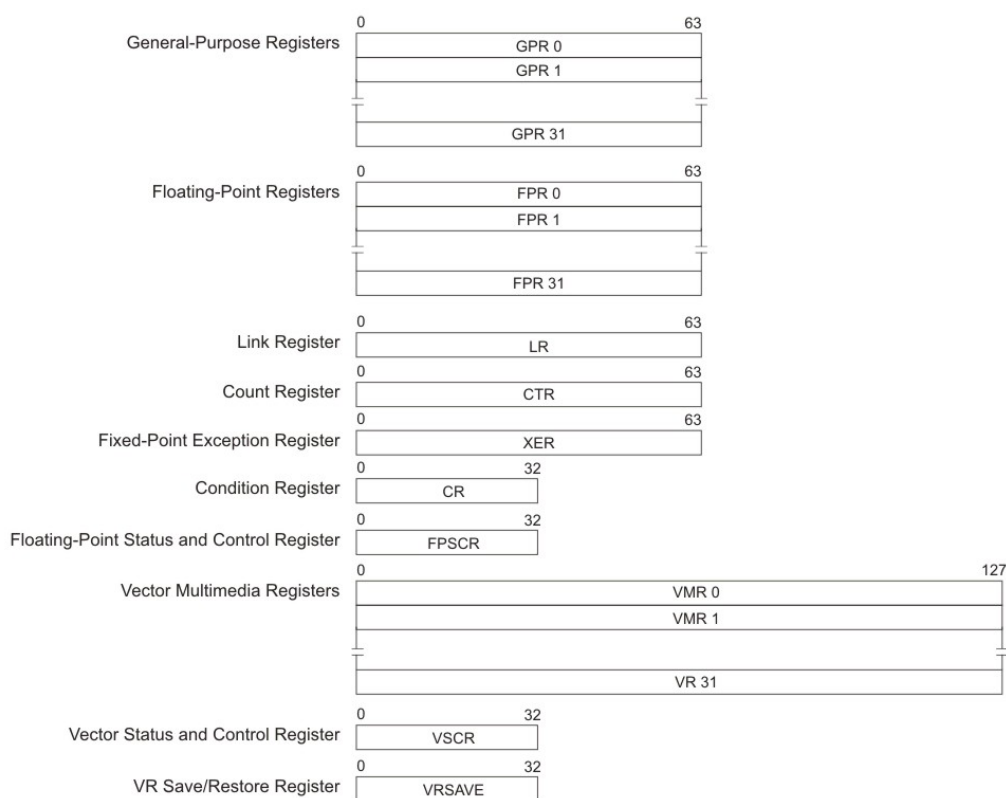 0 63
General-Purpose Registers GPR 0
GPR 1
GPR 31
0 63
Floating-Point Registers FPR 0
FPR 1
FPR 31
0 63
Link Register LR
0 63
Count Register CTR
0 63
Fixed-Point Exception Register XER
0 32
Condition Register CR
0 32
Floating-Point Status and Control Register FPSCR
0 127
Vector Multimedia Registers VMR 0
VMR 1
VR 31
0 32
Vector Status and Control Register VSCR
0 32
VR Save/Restore Register VRSAVE